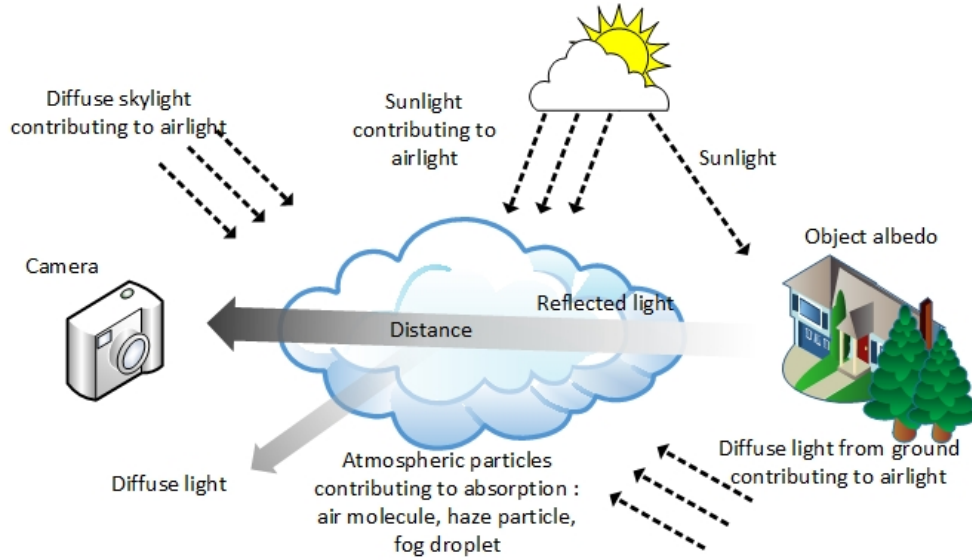 Diffuse skylight
contributing to airlight
Sunlight
contributing to
airlight
Sunlight
Object albedo
Camera
Reflected light
Distance
Diffuse light
Atmospheric particles
contributing to absorption :
air molecule, haze particle,
fog droplet
Diffuse light from ground
contributing to airlight